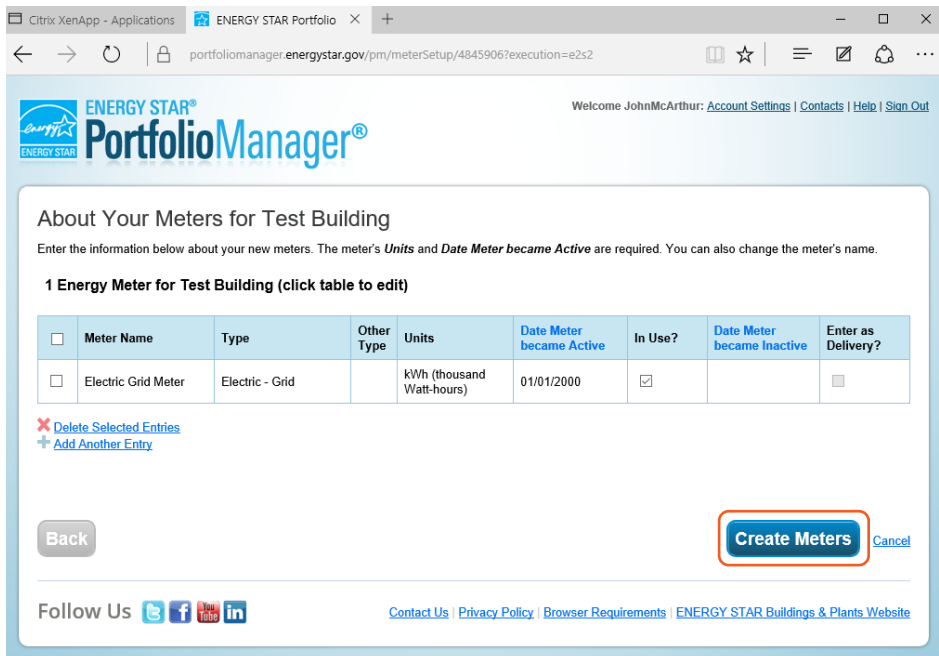 Citrix XenApp - Applications
ENERGY STAR Portfolio
portfoliomanager.energystar.gov/pm/meterSetup/4845906?execution=e2s2
Welcome JohnMcArthur: Account Settings | Contacts | Help | Sign Out
energy
ENERGY STAR
ENERGY STAR®
PortfolioManager®
About Your Meters for Test Building
Enter the information below about your new meters. The meter's Units and Date Meter became Active are required. You can also change the meter's name.
1 Energy Meter for Test Building (click table to edit)
Meter Name Type Other Type Units Date Meter became Active In Use? Date Meter became Inactive Enter as Delivery?
Electric Grid Meter Electric - Grid kWh (thousand Watt-hours) 01/01/2000
Delete Selected Entries
Add Another Entry
Back Create Meters Cancel
Follow Us You Tube in Contact Us | Privacy Policy | Browser Requirements | ENERGY STAR Buildings & Plants Website